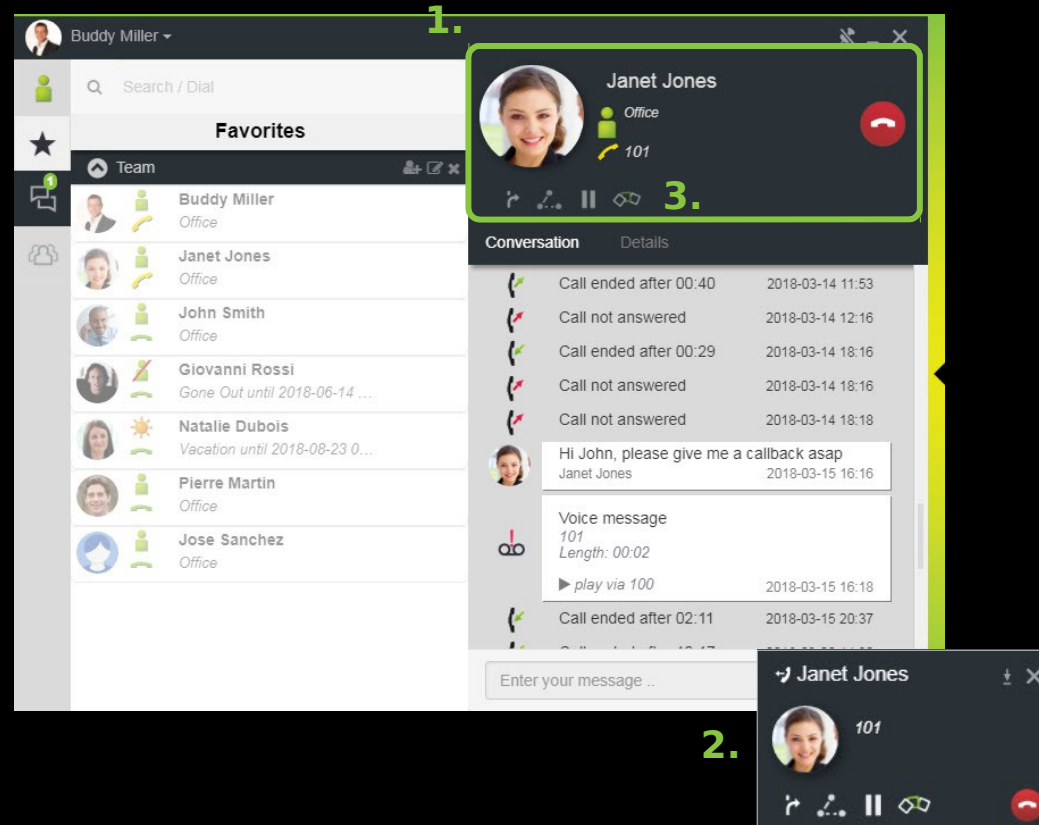 1.
Buddy Miller
Search / Dial
Favorites
Team
Buddy Miller
Office
Janet Jones
Office
John Smith
Office
Giovanni Rossi
Gone Out until 2018-06-14 ...
Natalie Dubois
Vacation until 2018-08-23 0...
Pierre Martin
Office
Jose Sanchez
Office
1
Janet Jones
Office
101
3.
Conversation Details
Call ended after 00:40 2018-03-14 11:53
Call not answered 2018-03-14 12:16
Call ended after 00:29 2018-03-14 18:16
Call not answered 2018-03-14 18:16
Call not answered 2018-03-14 18:18
Hi John, please give me a callback asap
Janet Jones 2018-03-15 16:16
Voice message
101
Length: 00:02
play via 100 2018-03-15 16:18
Call ended after 02:11 2018-03-15 20:37
Enter your message ..
2.
Janet Jones
101